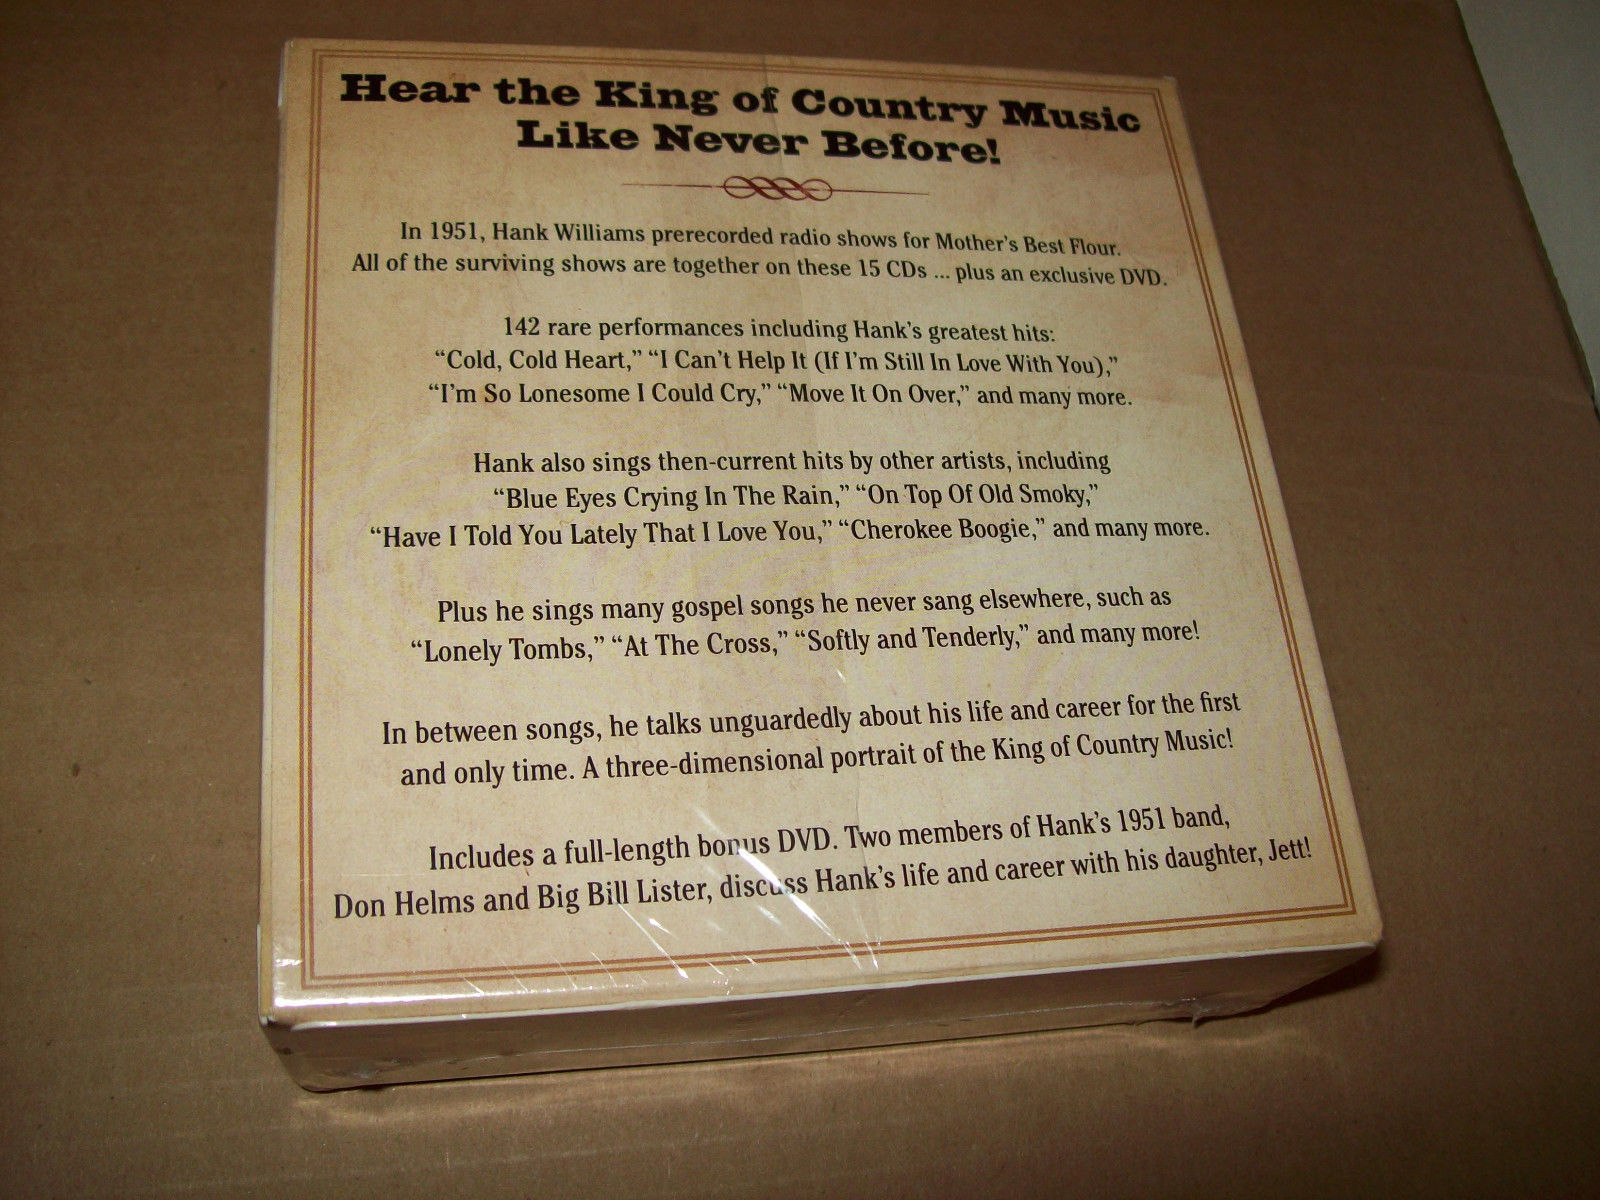 Hear the King of Country Music
Like Never Before!
In 1951, Hank Williams prerecorded radio shows for Mother's Best Flour.
All of the surviving shows are together on these 15 CDs ... plus an exclusive DVD.
142 rare performances including Hank's greatest hits:
“Cold, Cold Heart,” “I Can't Help It (If I'm Still In Love With You),”
“I'm So Lonesome I Could Cry,” “Move It On Over,” and many more.
Hank also sings then-current hits by other artists, including
“Blue Eyes Crying In The Rain,” “On Top Of Old Smoky,”
“Have I Told You Lately That I Love You,” “Cherokee Boogie,” and many more.
Plus he sings many gospel songs he never sang elsewhere, such as
“Lonely Tombs,” “At The Cross,” “Softly and Tenderly,” and many more!
In between songs, he talks unguardedly about his life and career for the first
and only time. A three-dimensional portrait of the King of Country Music!
Includes a full-length bonus DVD. Two members of Hank's 1951 band,
Don Helms and Big Bill Lister, discuss Hank's life and career with his daughter, Jett!